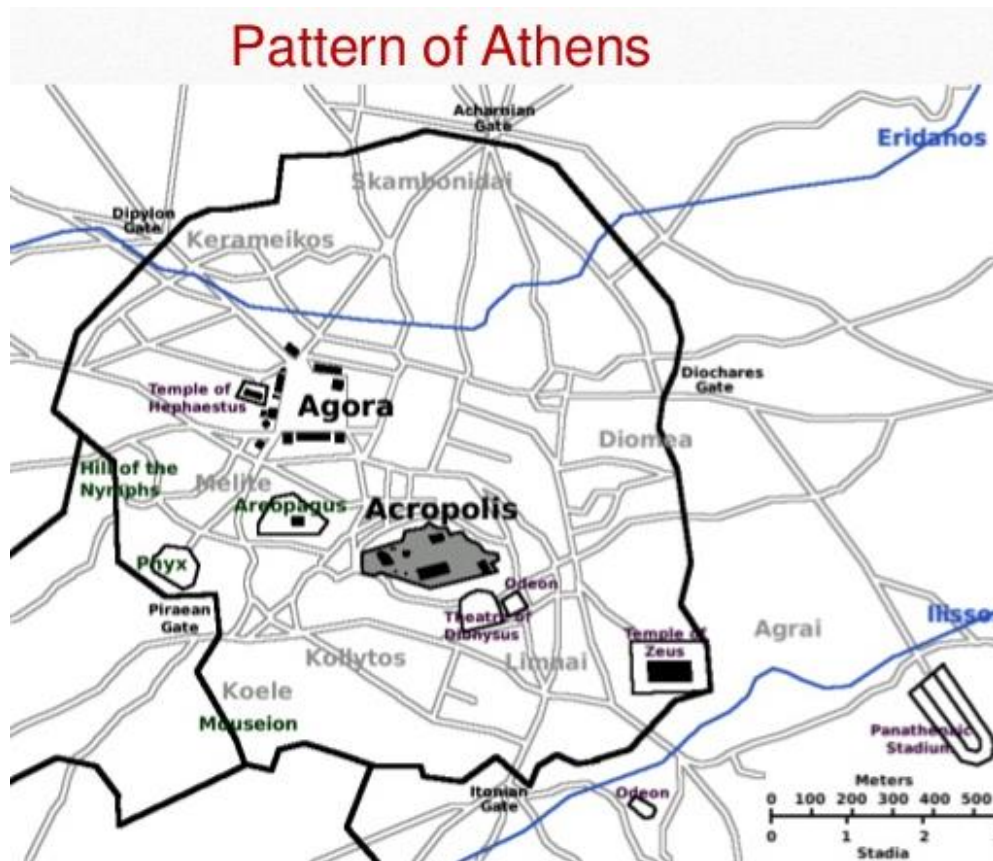 Pattern of Athens
Acharnian
Gate
Eridanos
Skambonidai
Dipylon
Gate
Kerameikos
Diochares
Gate
Temple of
Hephaestus
Agora
Diomea
Hill of the
Nymphs
Melite
Areopagus
Acropolis
Phyx
Odeon
Piraean
Gate
Theatre of
Dionysus
Temple of
Zeus
Agrai
Ilisso
Kollytos
Limnai
Koele
Mouseion
Panathenaic
Stadium
Meters
Itonian
Gate
Odeon
0 100 200 300 400 500
0 1 2
Stadia